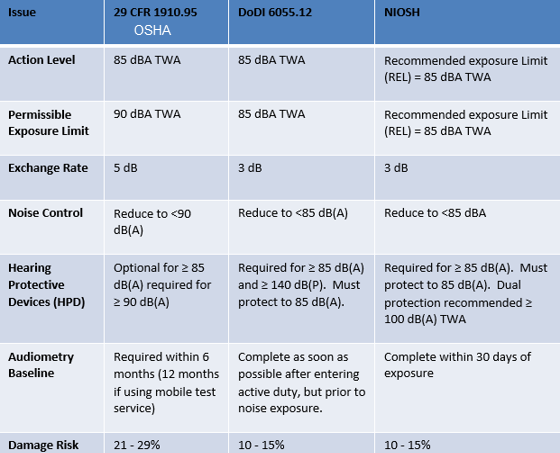 Issue
29 CFR 1910.95
OSHA
DoDI 6055.12
NIOSH
Action Level
85 dBA TWA
85 dBA TWA
Recommended exposure Limit
(REL) = 85 dBA TWA
Permissible
Exposure Limit
90 dBA TWA
85 dBA TWA
Recommended exposure Limit
(REL) = 85 dBA TWA
Exchange Rate
5 dB
3 dB
3 dB
Noise Control
Reduce to <90
dB(A)
Reduce to <85 dB(A)
Reduce to <85 dBA
Hearing
Protective
Devices (HPD)
Optional for ≥ 85
dB(A) required for
≥ 90 dB(A)
Required for ≥ 85 dB(A)
and ≥ 140 dB(P). Must
protect to 85 dB(A).
Required for ≥ 85 dB(A). Must
protect to 85 dB(A). Dual
protection recommended ≥
100 dB(A) TWA
Audiometry
Baseline
Required within 6
months (12 months
if using mobile test
service)
Complete as soon as
possible after entering
active duty, but prior to
noise exposure.
Complete within 30 days of
exposure
Damage Risk
21 - 29%
10 - 15%
10 - 15%